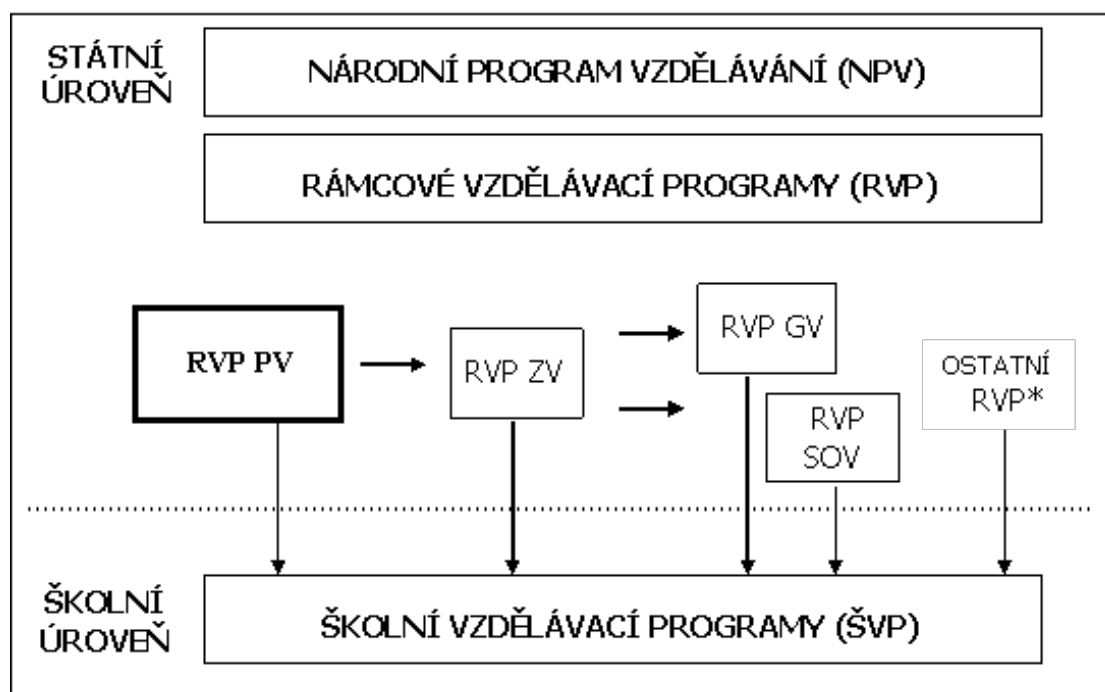 STÁTNÍ
ÚROVEŇ
NÁRODNÍ PROGRAM VZDĚLÁVÁNÍ (NPV)
RÁMCOVÉ VZDĚLÁVACÍ PROGRAMY (RVP)
RVP PV
RVP ZV
RVP GV
RVP
SOV
OSTATNÍ
RVP*
ŠKOLNÍ
ÚROVEŇ
ŠKOLNÍ VZDĚLÁVACÍ PROGRAMY (ŠVP)